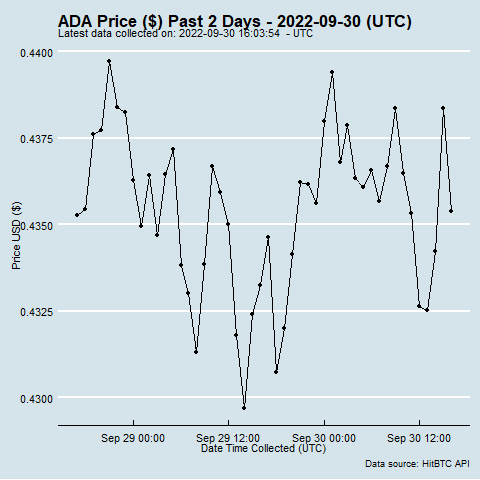 ADA Price ($) Past 2 Days - 2022-09-30 (UTC)
Latest data collected on: 2022-09-30 16:03:54 - UTC
Price USD ($)
0.4400
0.4375
0.4350
0.4325
0.4300
Sep 29 00:00 Sep 29 12:00 Sep 30 00:00 Sep 30 12:00
Date Time Collected (UTC)
Data source: HitBTC API